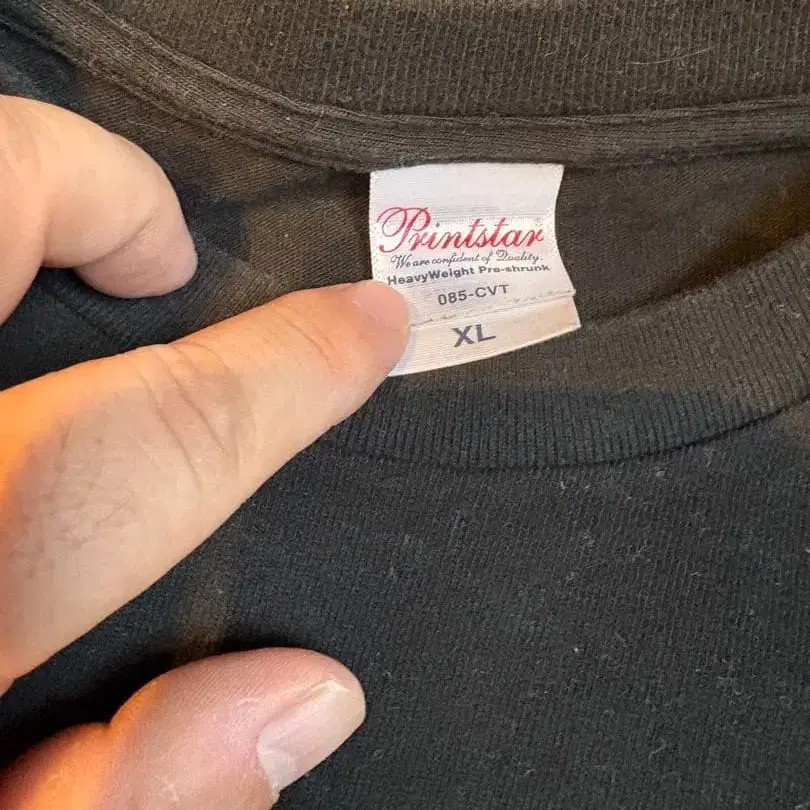 Printstar
We are confident of Quality.
HeavyWeight Pre-shrunk
085-CVT
XL